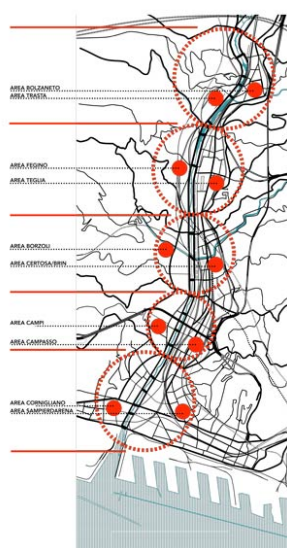 AREA BOLZANETO
AREA TRASTA
AREA FEGINO
AREA TEGLIA
AREA BORZOLI
AREA CERTOSA/BRIN
AREA CAMPI
AREA CAMPASSO
AREA CORNIGLIANO
AREA SAMPIERDARENA